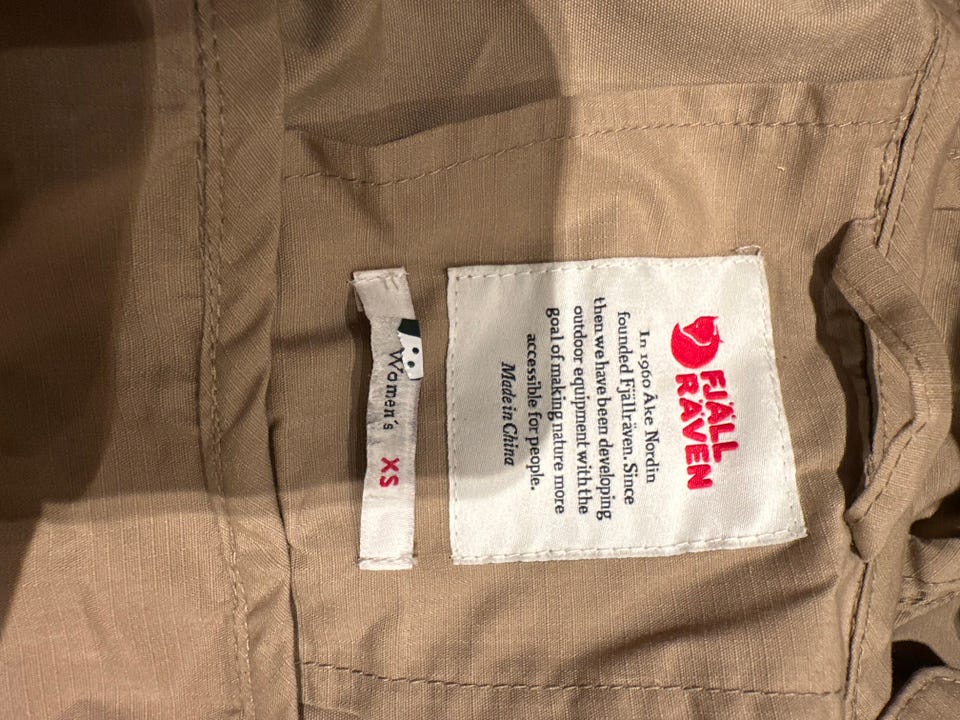 FJÄLL
RÄVEN
In 1960 Åke Nordin
founded Fjällräven. Since
then we have been developing
outdoor equipment with the
goal of making nature more
accessible for people.
Made in China
Women's XS